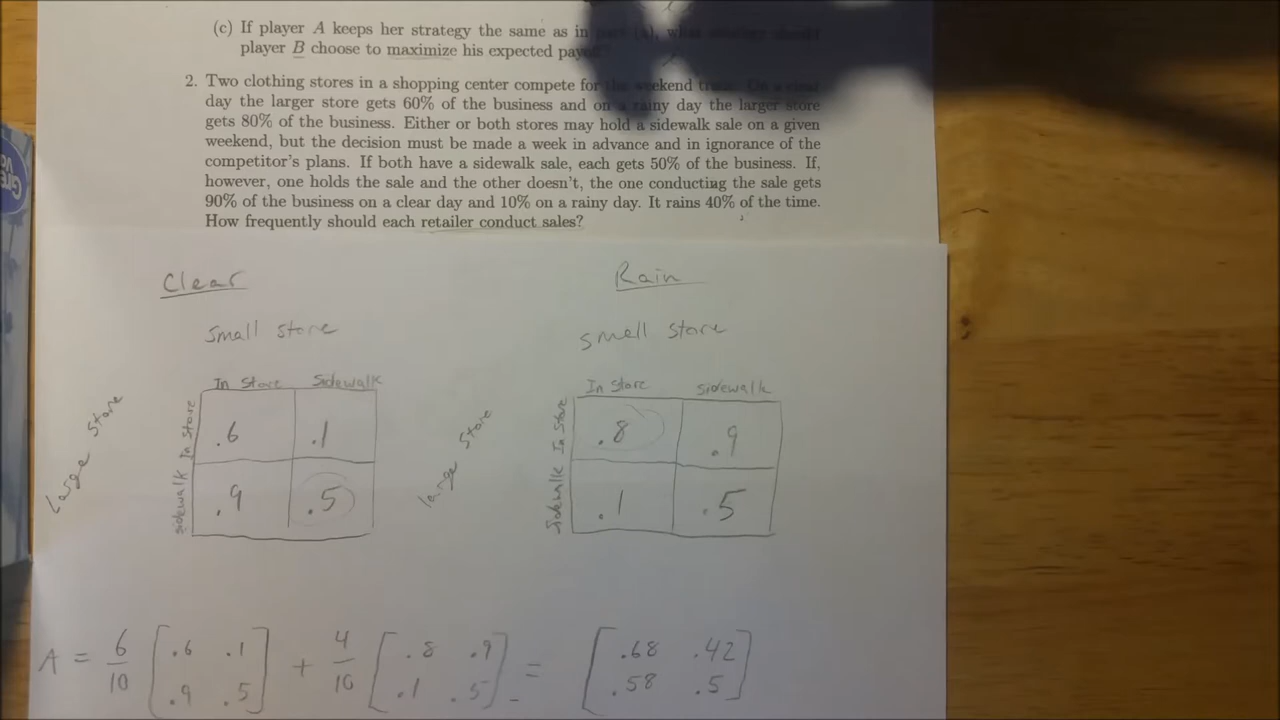 (c) If player A keeps her strategy the same as in
player B choose to maximize his expected
2. Two clothing stores in a shopping center compete for the weekend
day the larger store gets 60% of the business and on a rainy day the larger store
gets 80% of the business. Either or both stores may hold a sidewalk sale on a given
weekend, but the decision must be made a week in advance and in ignorance of the
competitor's plans. If both have a sidewalk sale, each gets 50% of the business. If,
however, one holds the sale and the other doesn't, the one conducting the sale gets
90% of the business on a clear day and 10% on a rainy day. It rains 40% of the time.
How frequently should each retailer conduct sales?
Clear
Rain
Small store
Small store
In Store Sidewalk
In Store sidewalk
Large Store
In Store
.6 .1
sidewalk
.9 .5
Large Store
In Store
.8 .9
Sidewalk
.1 .5
A = 6/10 [.6 .1 + 4/10 [.8 .9 = [.68 .42
.9 .5] .1 .5] .58 .5]